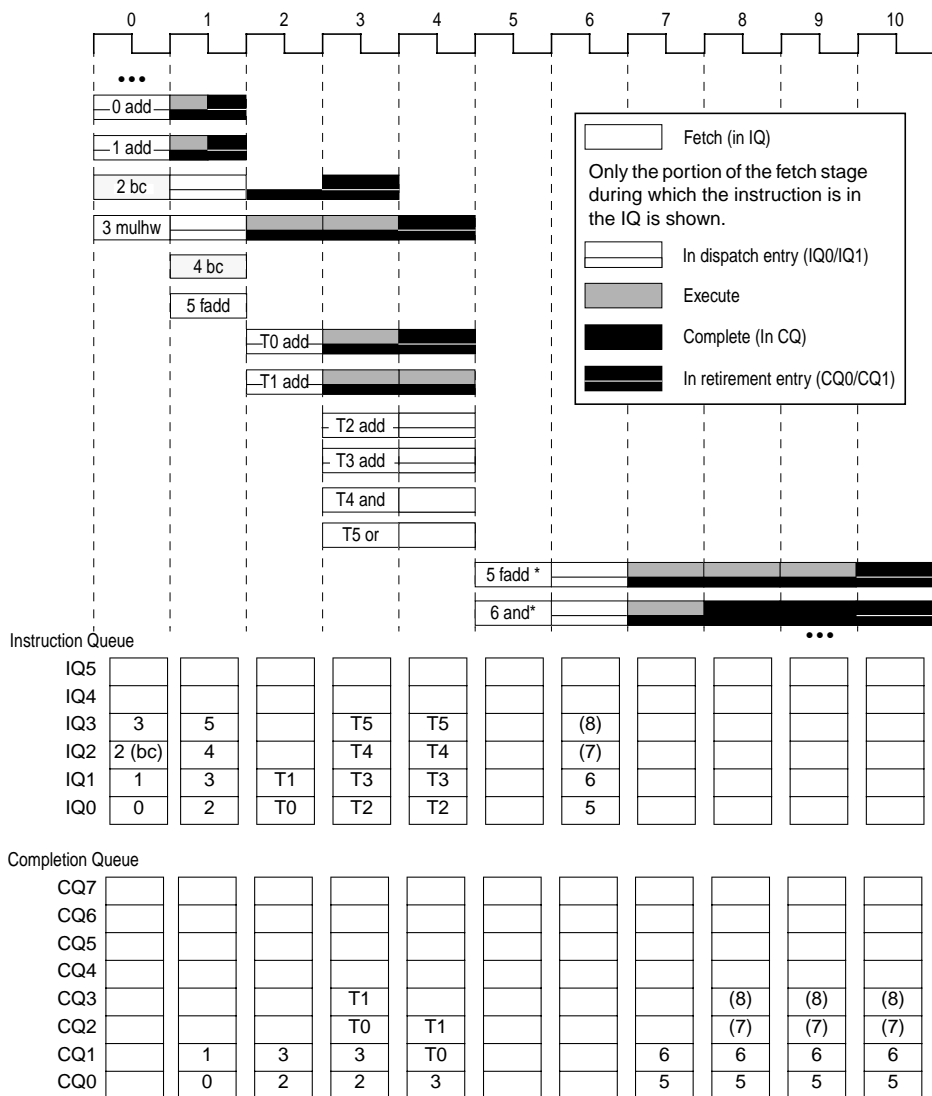 0 1 2 3 4 5 6 7 8 9 10
•••
0 add
1 add
2 bc
3 mulhw
4 bc
5 fadd
T0 add
T1 add
T2 add
T3 add
T4 and
T5 or
5 fadd *
6 and*
•••
Fetch (in IQ)
Only the portion of the fetch stage
during which the instruction is in
the IQ is shown.
In dispatch entry (IQ0/IQ1)
Execute
Complete (In CQ)
In retirement entry (CQ0/CQ1)
Instruction Queue
IQ5
IQ4
IQ3 3 5 T5 T5 (8)
IQ2 2 (bc) 4 T4 T4 (7)
IQ1 1 3 T1 T3 T3 6
IQ0 0 2 T0 T2 T2 5
Completion Queue
CQ7
CQ6
CQ5
CQ4
CQ3 T1 (8) (8) (8)
CQ2 T0 T1 (7) (7) (7)
CQ1 1 3 3 T0 6 6 6 6
CQ0 0 2 2 3 5 5 5 5